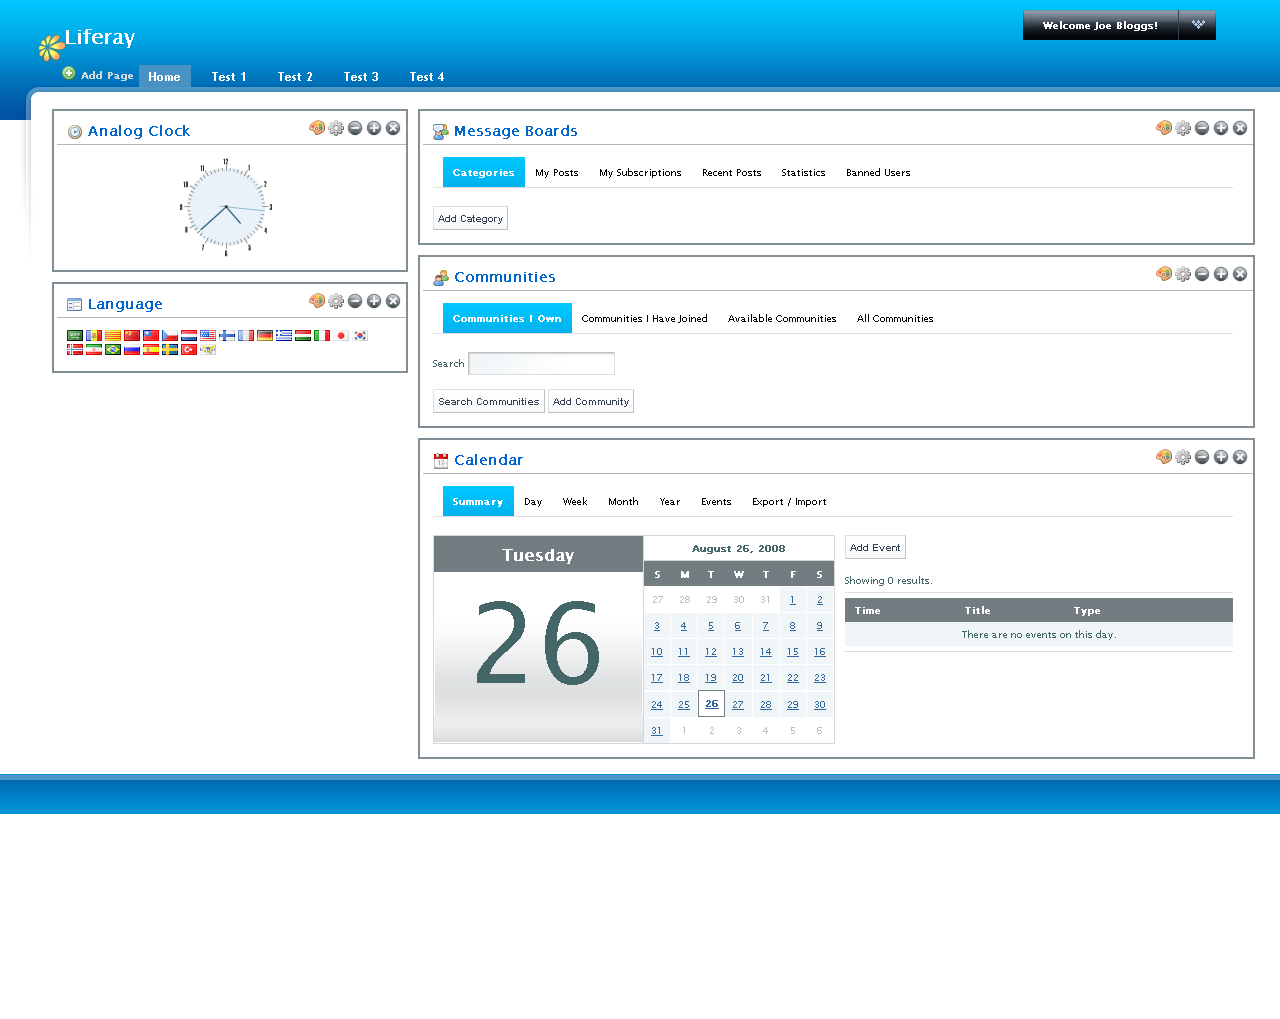 Liferay
Welcome Joe Bloggs!
Add Page Home Test 1 Test 2 Test 3 Test 4
Analog Clock
12
1
2
3
4
5
6
7
8
9
10
11
Language
Message Boards
Categories My Posts My Subscriptions Recent Posts Statistics Banned Users
Add Category
Communities
Communities I Own Communities I Have Joined Available Communities All Communities
Search
Search Communities Add Community
Calendar
Summary Day Week Month Year Events Export / Import
Tuesday
26
August 26, 2008
S M T W T F S
27 28 29 30 31 1 2
3 4 5 6 7 8 9
10 11 12 13 14 15 16
17 18 19 20 21 22 23
24 25 26 27 28 29 30
31 1 2 3 4 5 6
Add Event
Showing 0 results.
Time Title Type
There are no events on this day.